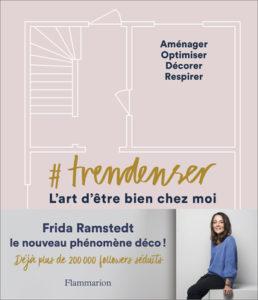 Aménager
Optimiser
Décorer
Respirer
# trendenser
L'art d'être bien chez moi
Frida Ramstedt
le nouveau phénomène déco !
Déjà plus de 200 000 followers séduits
Flammarion